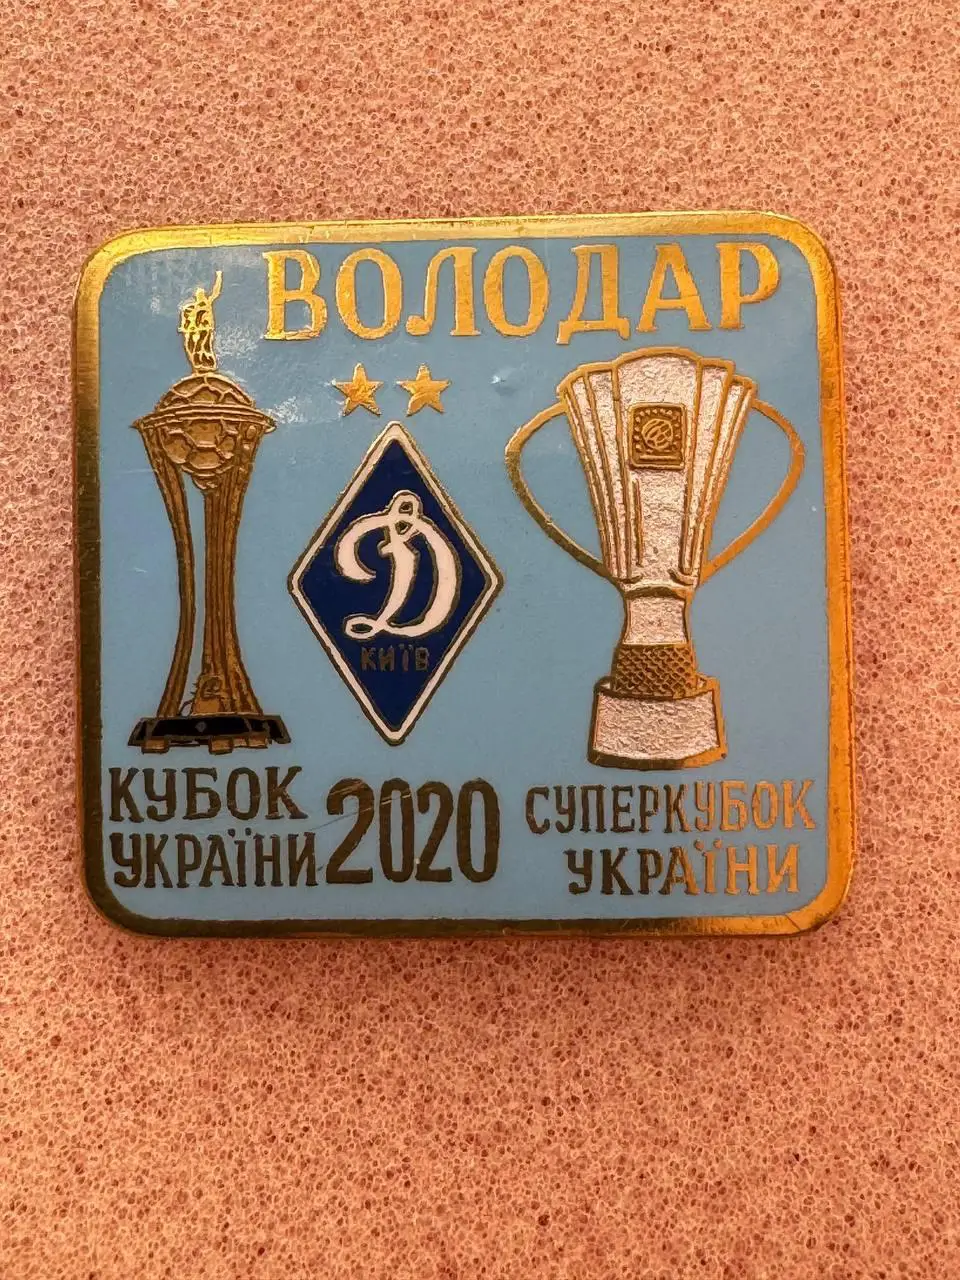 ВОЛОДАР
Д
КИЇВ
КУБОК
УКРАЇНИ
2020
СУПЕРКУБОК
УКРАЇНИ